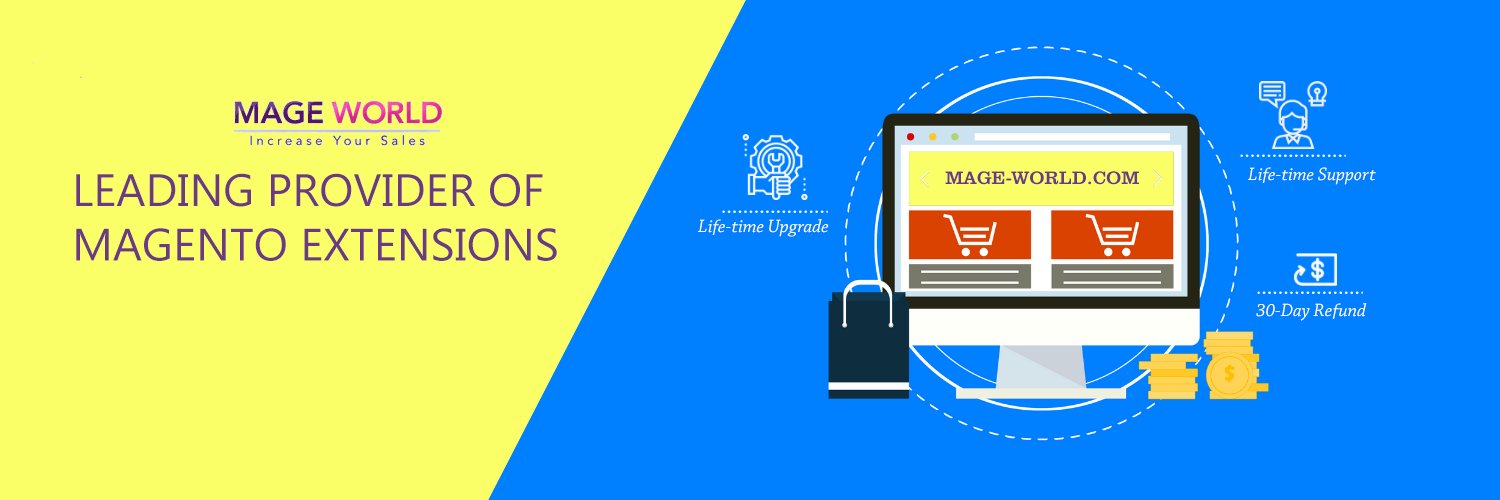 MAGE WORLD
Increase Your Sales
LEADING PROVIDER OF
MAGENTO EXTENSIONS
Life-time Upgrade
MAGE-WORLD.COM
Life-time Support
30-Day Refund